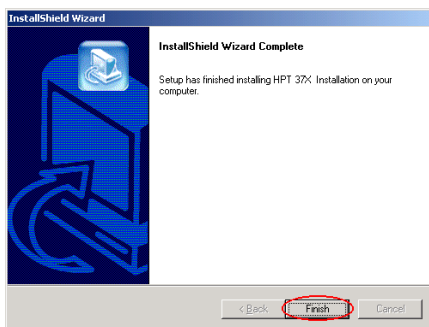 InstallShield Wizard
InstallShield Wizard Complete
Setup has finished installing HPT 37X Installation on your
computer.
< Back
Finish
Cancel